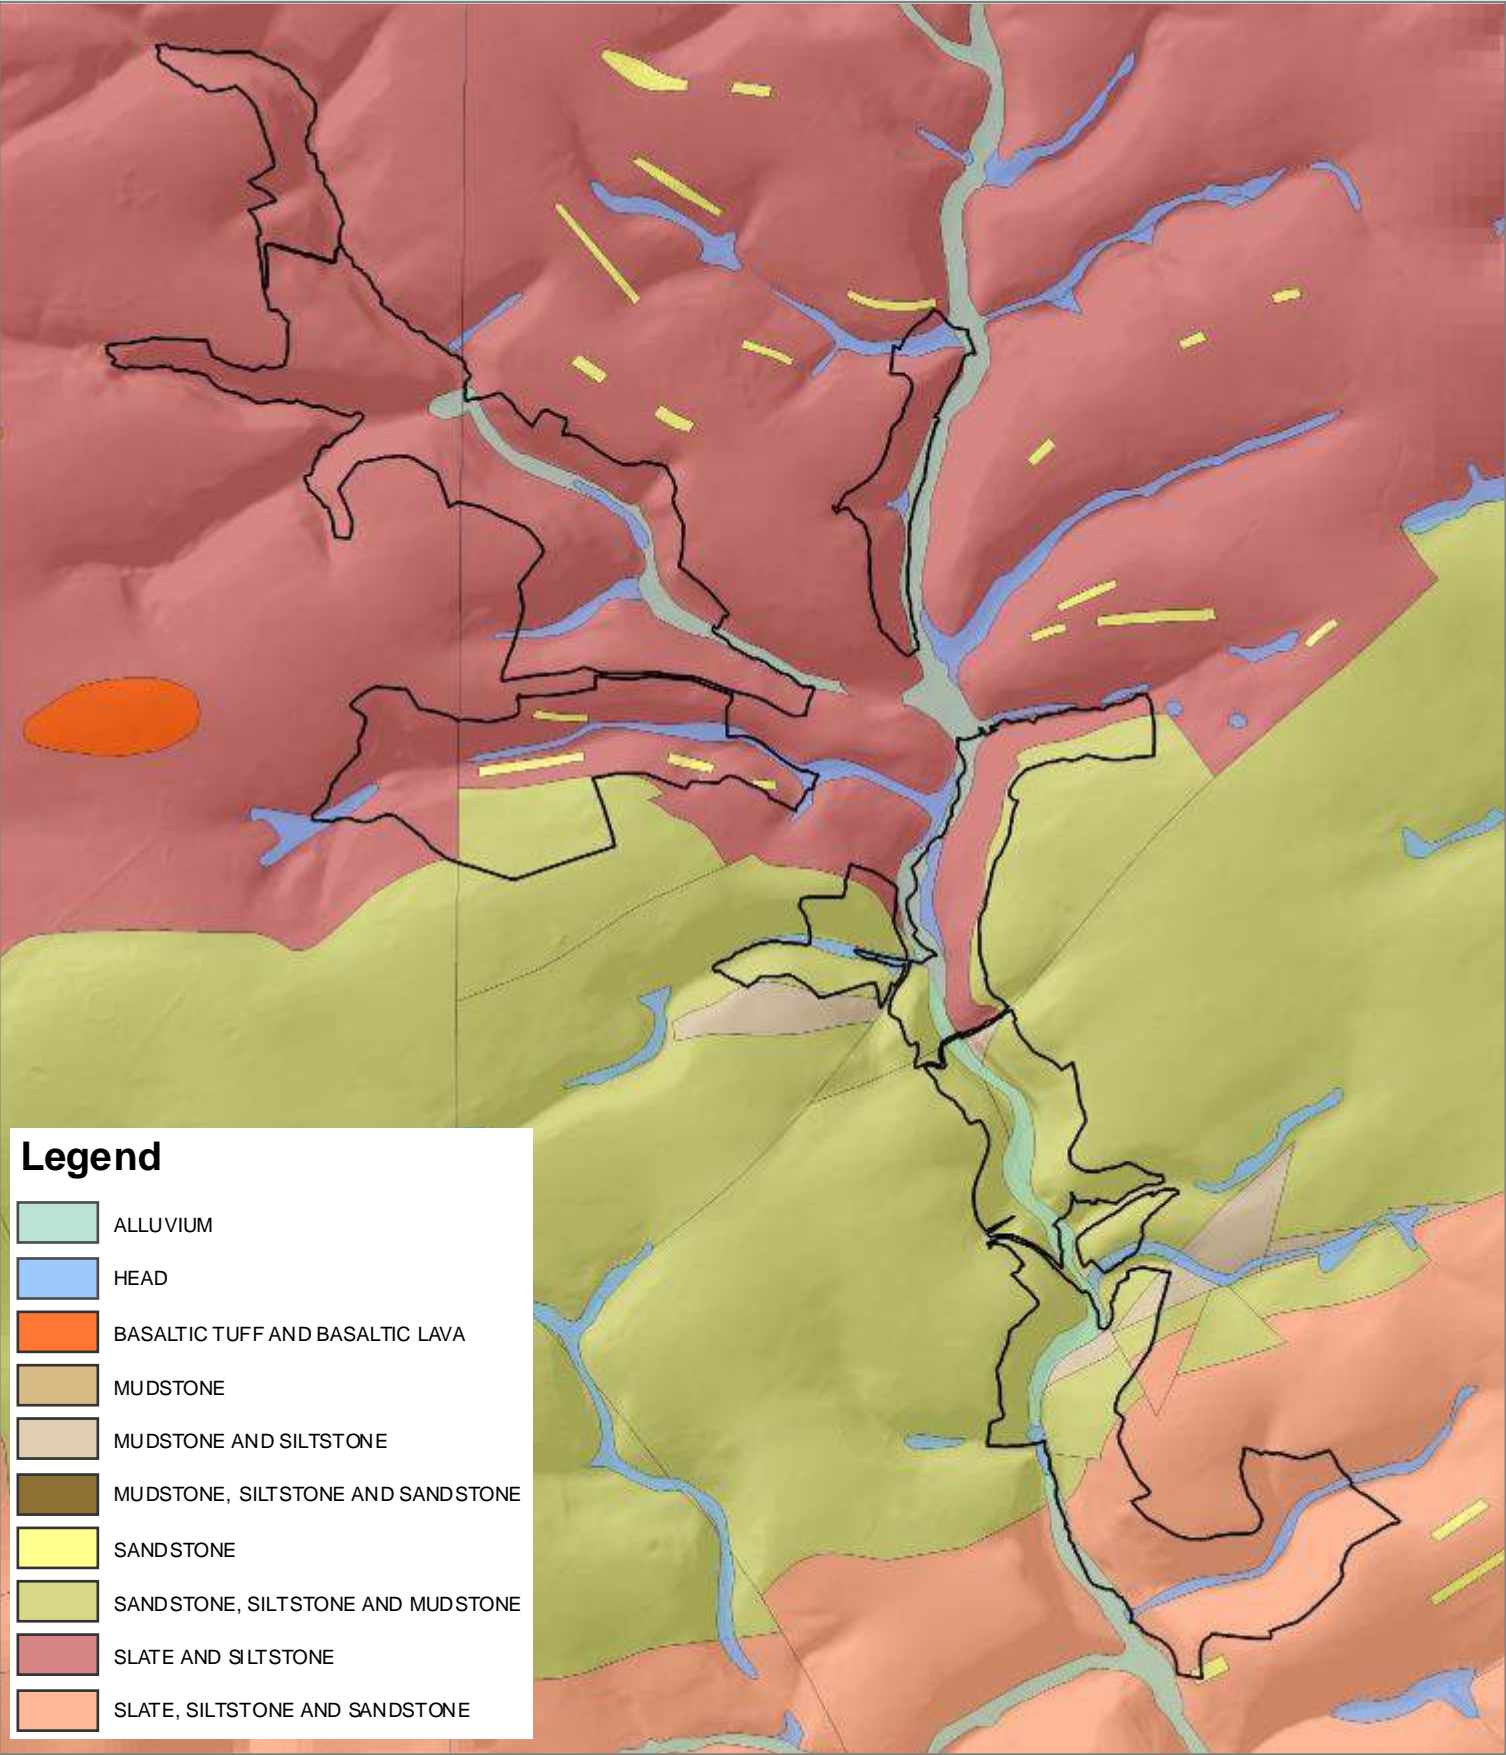 Legend
ALLUVIUM
HEAD
BASALTIC TUFF AND BASALTIC LAVA
MUDSTONE
MUDSTONE AND SILTSTONE
MUDSTONE, SILTSTONE AND SANDSTONE
SANDSTONE
SANDSTONE, SILTSTONE AND MUDSTONE
SLATE AND SILTSTONE
SLATE, SILTSTONE AND SANDSTONE